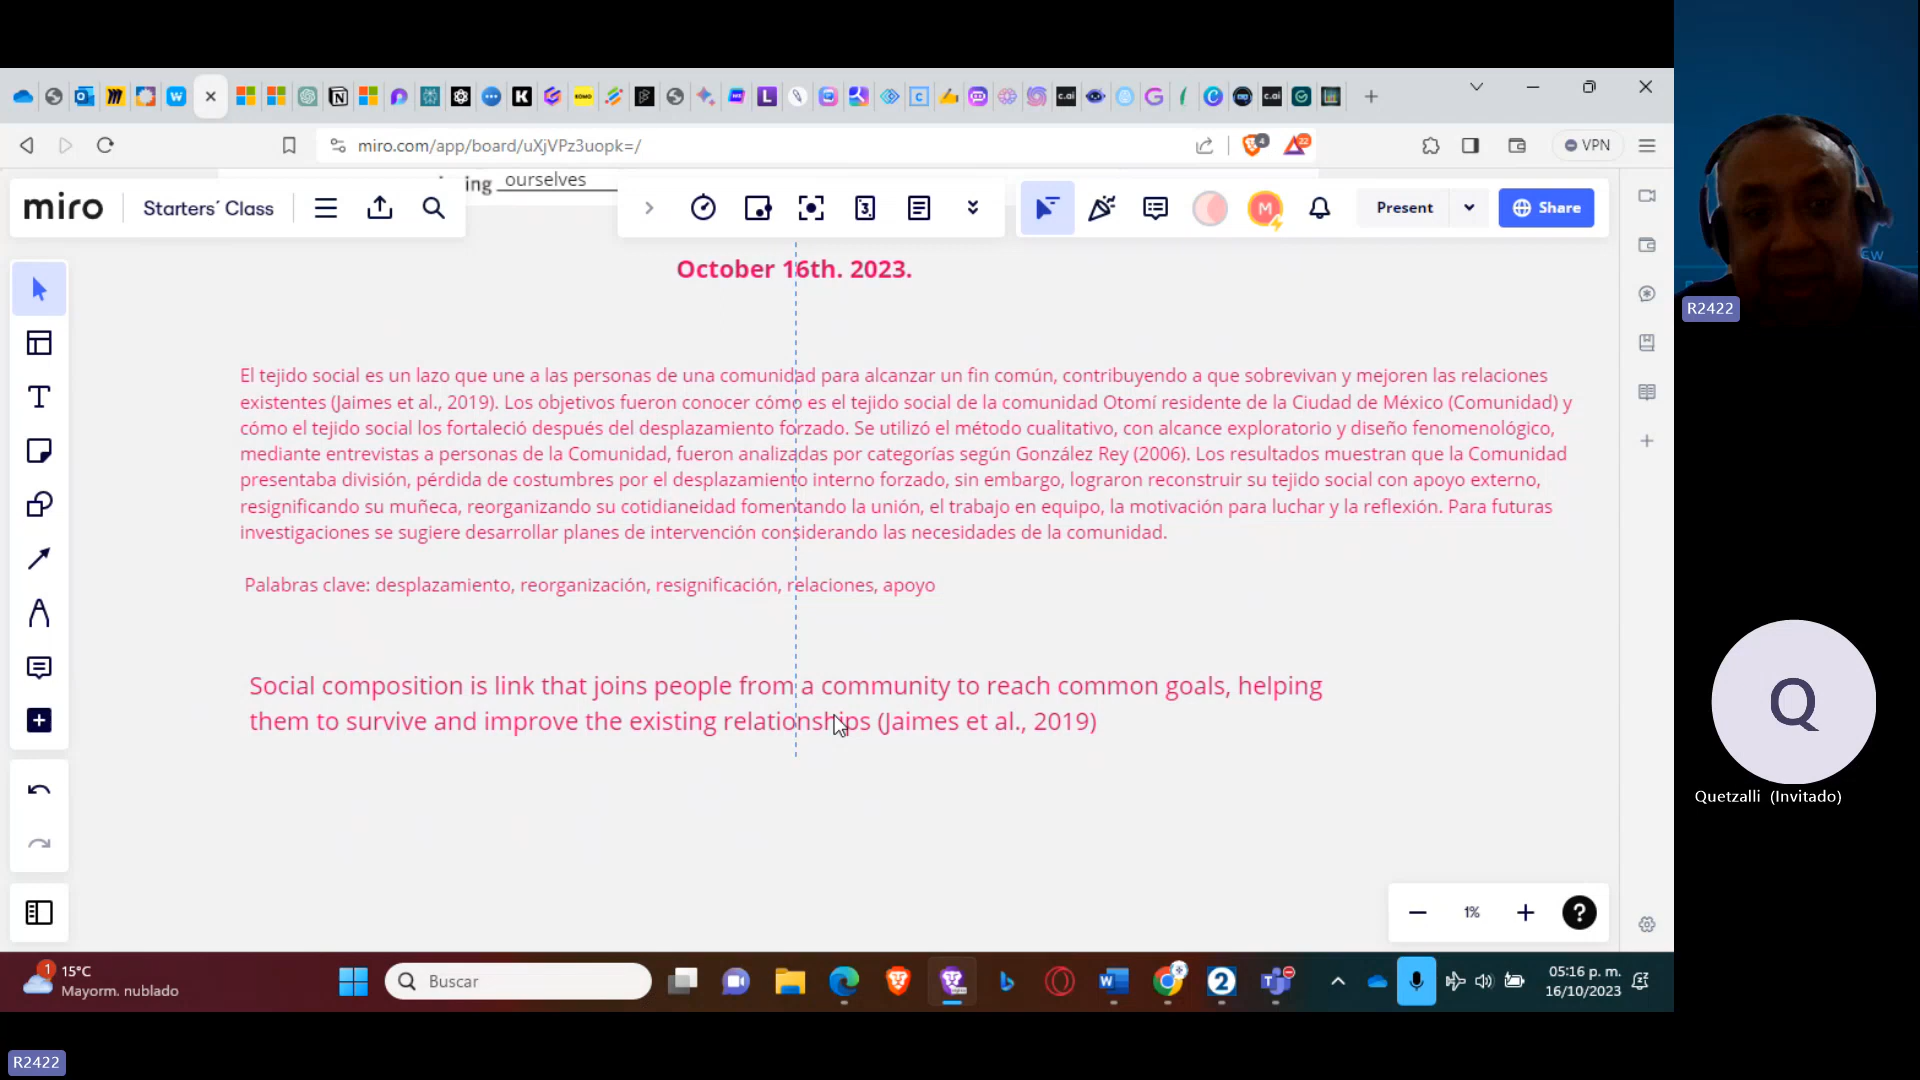 miro.com/app/board/uXjVPz3uopk=/
VPN
ing ourselves
miro
Starters´ Class
Present
Share
October 16th. 2023.
El tejido social es un lazo que une a las personas de una comunidad para alcanzar un fin común, contribuyendo a que sobrevivan y mejoren las relaciones
existentes (Jaimes et al., 2019). Los objetivos fueron conocer cómo es el tejido social de la comunidad Otomí residente de la Ciudad de México (Comunidad) y
cómo el tejido social los fortaleció después del desplazamiento forzado. Se utilizó el método cualitativo, con alcance exploratorio y diseño fenomenológico,
mediante entrevistas a personas de la Comunidad, fueron analizadas por categorías según González Rey (2006). Los resultados muestran que la Comunidad
presentaba división, pérdida de costumbres por el desplazamiento interno forzado, sin embargo, lograron reconstruir su tejido social con apoyo externo,
resignificando su muñeca, reorganizando su cotidianeidad fomentando la unión, el trabajo en equipo, la motivación para luchar y la reflexión. Para futuras
investigaciones se sugiere desarrollar planes de intervención considerando las necesidades de la comunidad.
Palabras clave: desplazamiento, reorganización, resignificación, relaciones, apoyo
Social composition is link that joins people from a community to reach common goals, helping
them to survive and improve the existing relationships (Jaimes et al., 2019)
1%
15°C
Mayorm. nublado
Buscar
05:16 p. m.
16/10/2023
R2422
Q
Quetzalli (Invitado)
R2422